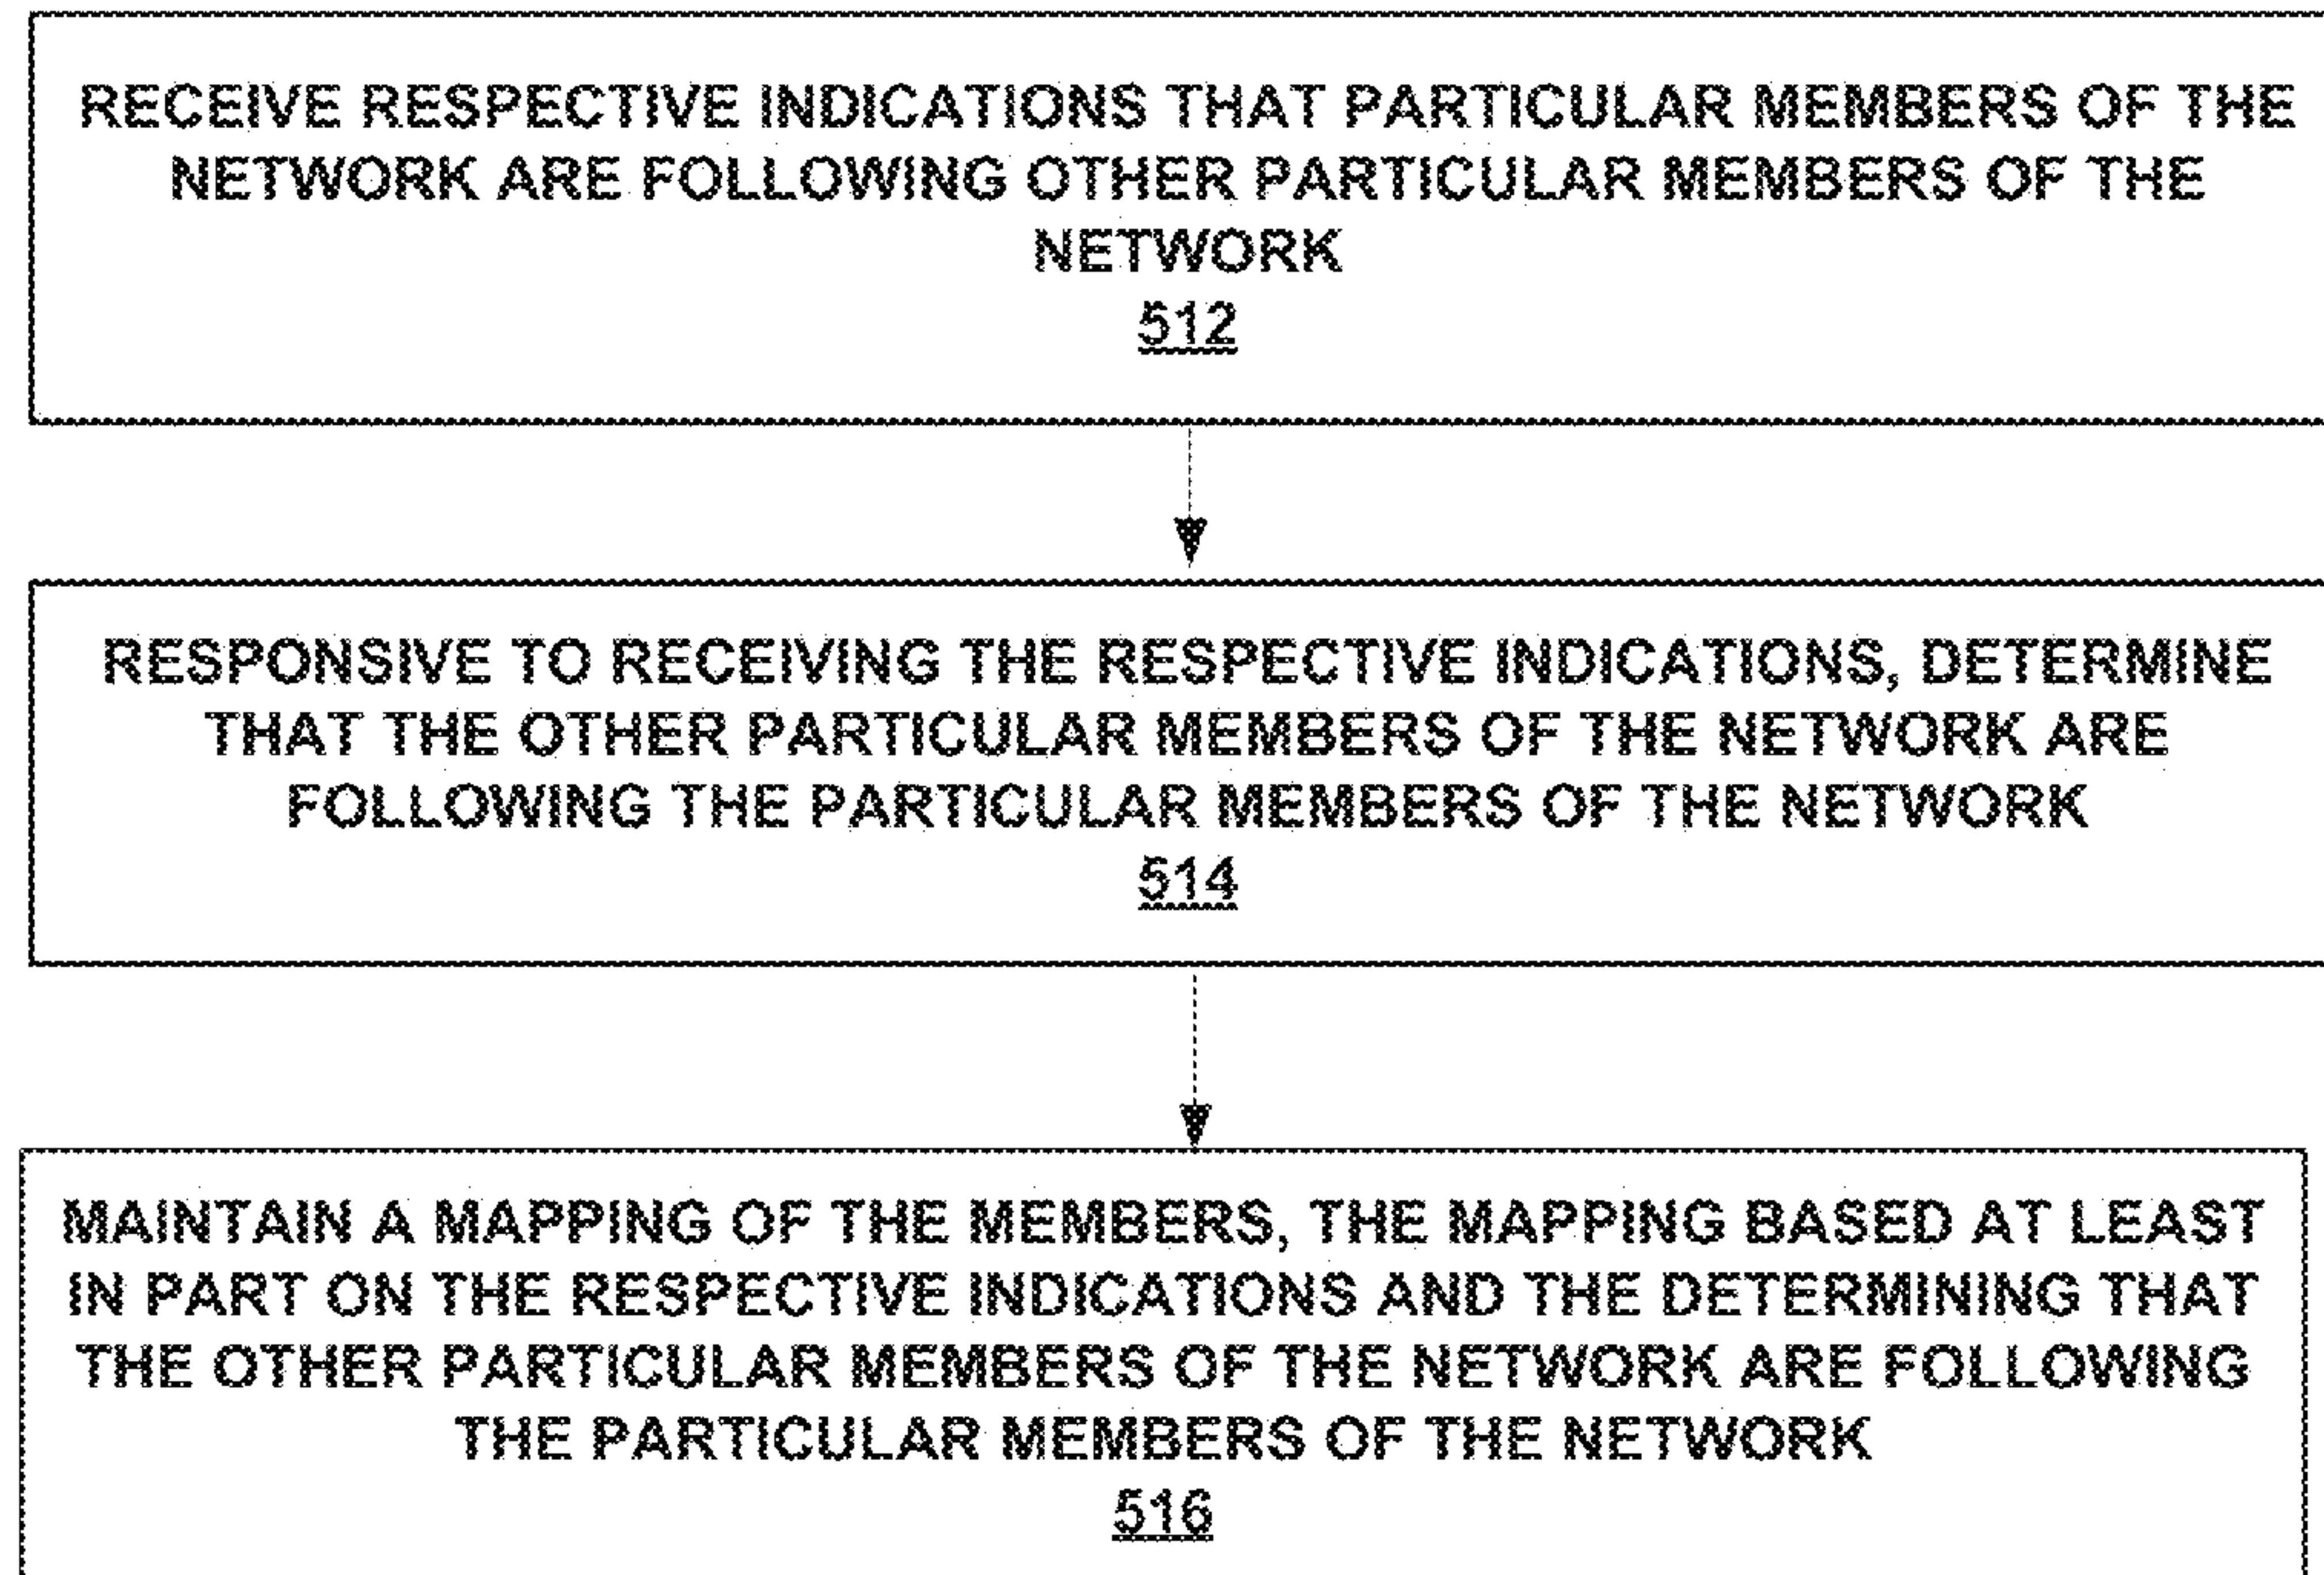 RECEIVE RESPECTIVE INDICATIONS THAT PARTICULAR MEMBERS OF THE
NETWORK ARE FOLLOWING OTHER PARTICULAR MEMBERS OF THE
NETWORK
512
RESPONSIVE TO RECEIVING THE RESPECTIVE INDICATIONS, DETERMINE
THAT THE OTHER PARTICULAR MEMBERS OF THE NETWORK ARE
FOLLOWING THE PARTICULAR MEMBERS OF THE NETWORK
514
MAINTAIN A MAPPING OF THE MEMBERS, THE MAPPING BASED AT LEAST
IN PART ON THE RESPECTIVE INDICATIONS AND THE DETERMINING THAT
THE OTHER PARTICULAR MEMBERS OF THE NETWORK ARE FOLLOWING
THE PARTICULAR MEMBERS OF THE NETWORK
516